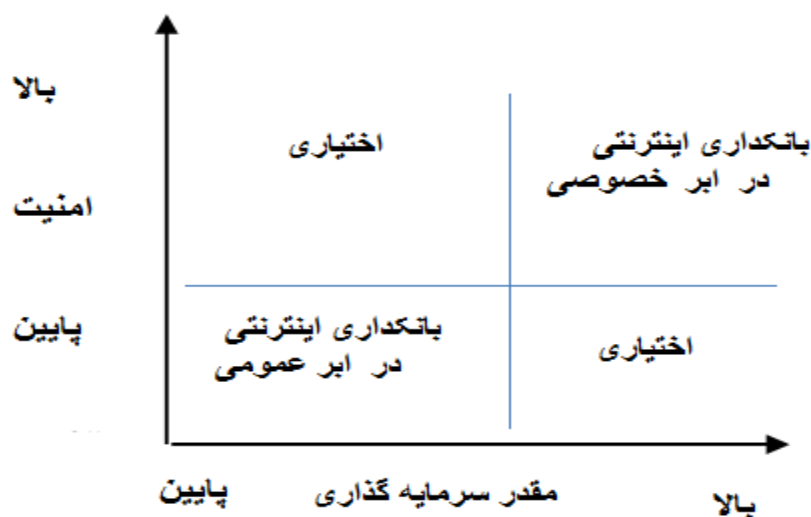 بالا
اختیاری
بانکداری اینترنتی
در ابر خصوصی
امنیت
پایین
بانکداری اینترنتی
در ابر عمومی
اختیاری
پایین
مقدر سرمایه گذاری
بالا